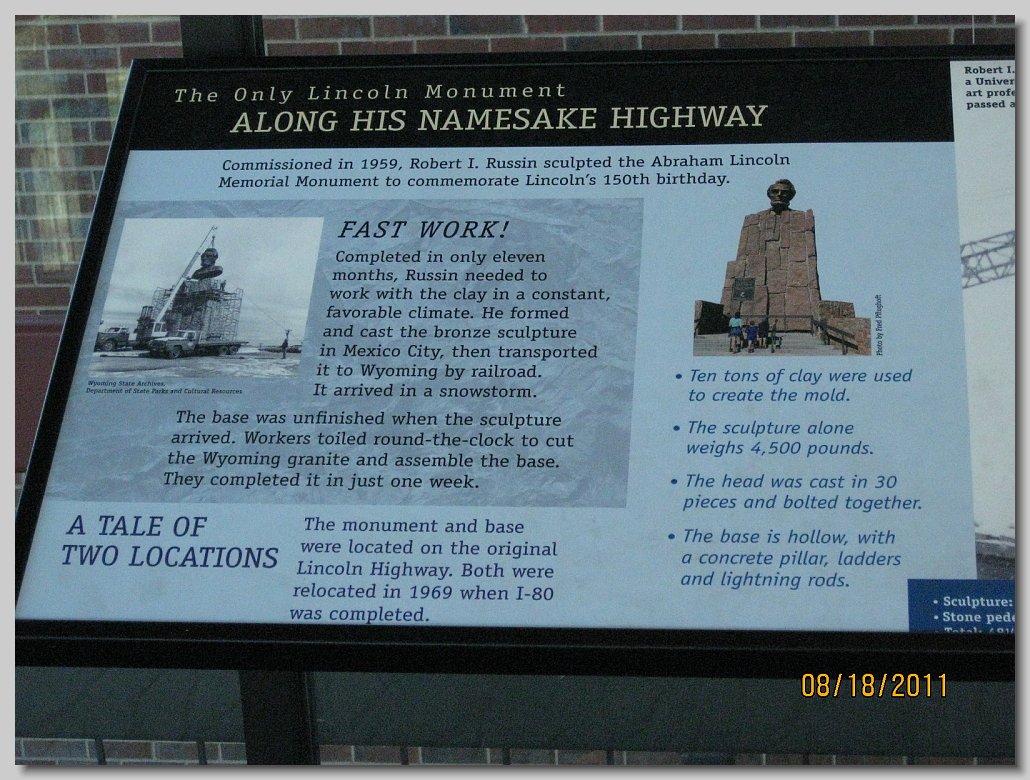 The Only Lincoln Monument
ALONG HIS NAMESAKE HIGHWAY
Commissioned in 1959, Robert I. Russin sculpted the Abraham Lincoln
Memorial Monument to commemorate Lincoln's 150th birthday.
FAST WORK!
Completed in only eleven
months, Russin needed to
work with the clay in a constant,
favorable climate. He formed
and cast the bronze sculpture
in Mexico City, then transported
it to Wyoming by railroad.
It arrived in a snowstorm.
Wyoming State Archives,
Department of State Parks and Cultural Resources
The base was unfinished when the sculpture
arrived. Workers toiled round-the-clock to cut
the Wyoming granite and assemble the base.
They completed it in just one week.
A TALE OF
TWO LOCATIONS
The monument and base
were located on the original
Lincoln Highway. Both were
relocated in 1969 when I-80
was completed.
Photo by Fred Pflughoft
• Ten tons of clay were used
to create the mold.
• The sculpture alone
weighs 4,500 pounds.
• The head was cast in 30
pieces and bolted together.
• The base is hollow, with
a concrete pillar, ladders
and lightning rods.
Robert I.
a Univer
art profe
passed a
• Sculpture:
• Stone pede
• Total:
08/18/2011